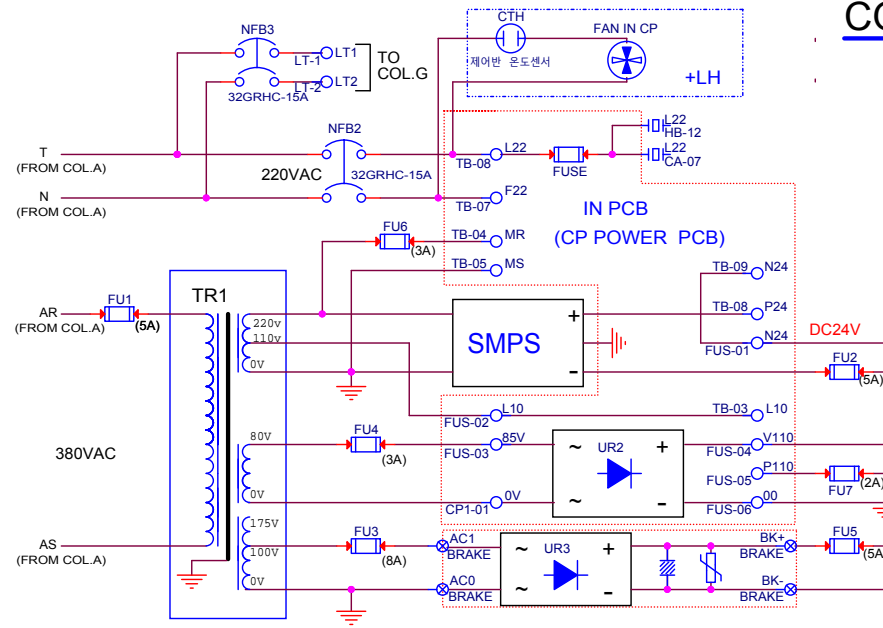 CO
NFB3
LT-1
LT1
LT-2
LT2
TO
COL.G
32GRHC-15A
CTH
FAN IN CP
제어반 온도센서
+LH
NFB2
T
(FROM COL.A)
220VAC
32GRHC-15A
TB-08
L22
FUSE
L22
HB-12
L22
CA-07
N
(FROM COL.A)
TB-07
F22
IN PCB
(CP POWER PCB)
FU6
(3A)
TB-04
MR
TB-05
MS
TB-09
N24
TR1
AR
(FROM COL.A)
FU1
(5A)
220v
110v
0V
SMPS
+
-
TB-08
P24
N24
FUS-01
DC24V
FU2
(5A)
L10
FUS-02
TB-03
L10
380VAC
80V
0V
FU4
(3A)
85V
FUS-03
0V
CP1-01
UR2
~
+
~
-
V110
FUS-04
P110
FUS-05
FU7
(2A)
00
FUS-06
175V
100V
0V
AS
(FROM COL.A)
FU3
(8A)
AC1
BRAKE
AC0
BRAKE
UR3
~
+
~
-
BK+
BRAKE
BK-
BRAKE
FU5
(5A